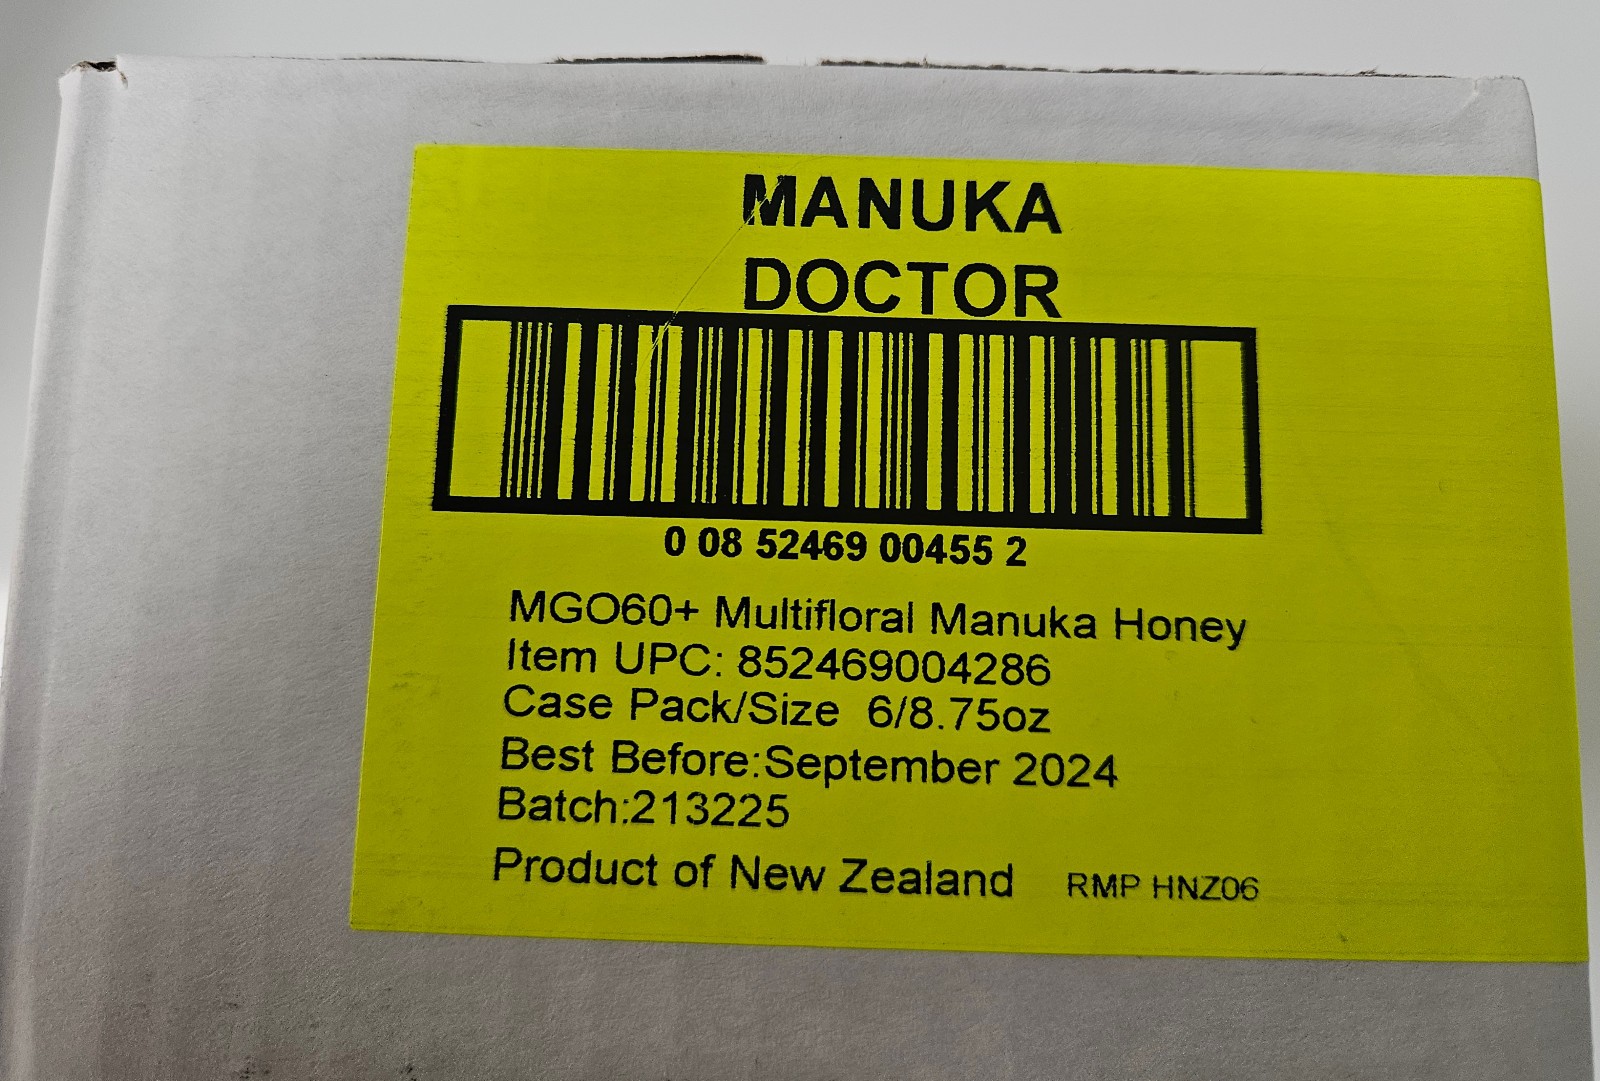 MANUKA
DOCTOR
0 08 52469 00455 2
MGO60+ Multifloral Manuka Honey
Item UPC: 852469004286
Case Pack/Size  6/8.75oz
Best Before:September 2024
Batch:213225
Product of New Zealand RMP HNZ06